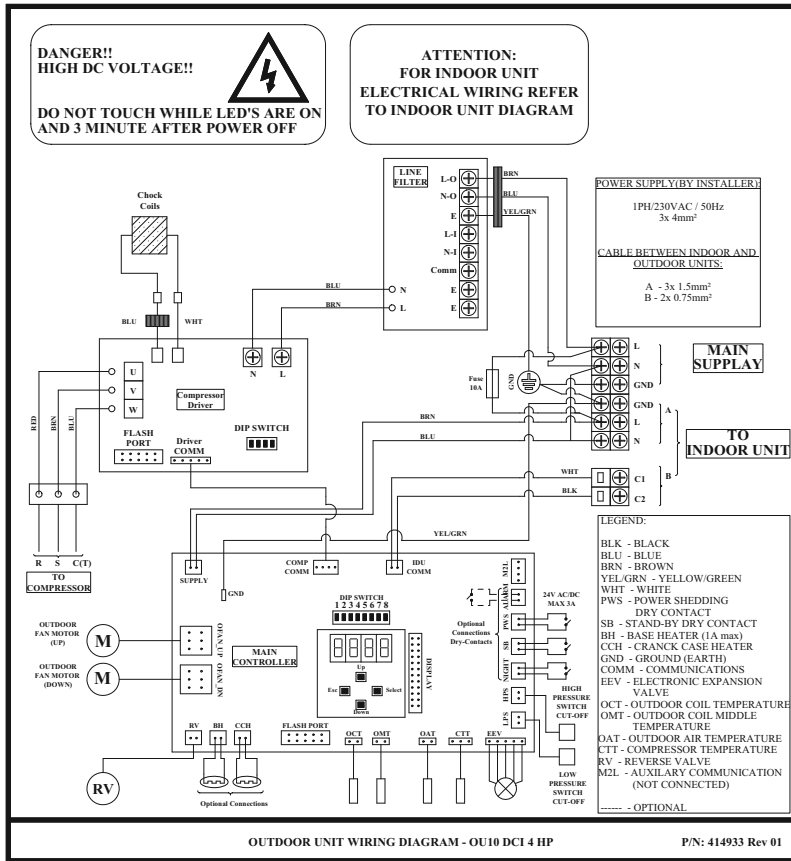 DANGER!!
HIGH DC VOLTAGE!!
DO NOT TOUCH WHILE LED'S ARE ON
AND 3 MINUTE AFTER POWER OFF
ATTENTION:
FOR INDOOR UNIT
ELECTRICAL WIRING REFER
TO INDOOR UNIT DIAGRAM
LINE
FILTER
L-O
N-O
E
L-I
N-I
Comm
E
E
N
L
BRN
BLU
YEL/GRN
POWER SUPPLY(BY INSTALLER):
1PH/230VAC / 50Hz
3x 4mm²
CABLE BETWEEN INDOOR AND
OUTDOOR UNITS:
A - 3x 1.5mm²
B - 2x 0.75mm²
Chock
Coils
BLU
WHT
BLU
BRN
N
L
U
V
W
Compressor
Driver
FLASH
PORT
Driver
COMM
DIP SWITCH
RED
BRN
BLU
R S C(T)
TO
COMPRESSOR
Fuse
10A
GND
L
N
GND
GND
L
N
MAIN
SUPPLAY
A
TO
INDOOR UNIT
B
C1
C2
BRN
BLU
WHT
BLK
YEL/GRN
SUPPLY
GND
COMP
COMM
IDU
COMM
M2L
ALARM
PWS
SB
NIGHT
HPS
LPS
24V AC/DC
MAX 3A
Optional
Connections
Dry-Contacts
DIP SWITCH
1 2 3 4 5 6 7 8
Up
Esc
Select
Down
DISPLAY
MAIN
CONTROLLER
OFAN_UP
OFAN_DN
OUTDOOR
FAN MOTOR
(UP)
M
OUTDOOR
FAN MOTOR
(DOWN)
M
HIGH
PRESSURE
SWITCH
CUT-OFF
LOW
PRESSURE
SWITCH
CUT-OFF
RV
BH
CCH
FLASH PORT
OCT
OMT
OAT
CTT
EEV
RV
Optional Connections
LEGEND:
BLK - BLACK
BLU - BLUE
BRN - BROWN
YEL/GRN - YELLOW/GREEN
WHT - WHITE
PWS - POWER SHEDDING
DRY CONTACT
SB - STAND-BY DRY CONTACT
BH - BASE HEATER (1A max)
CCH - CRANCK CASE HEATER
GND - GROUND (EARTH)
COMM - COMMUNICATIONS
EEV - ELECTRONIC EXPANSION
VALVE
OCT - OUTDOOR COIL TEMPERATURE
OMT - OUTDOOR COIL MIDDLE
TEMPERATURE
OAT - OUTDOOR AIR TEMPERATURE
CTT - COMPRESSOR TEMPERATURE
RV - REVERSE VALVE
M2L - AUXILARY COMMUNICATION
(NOT CONNECTED)
------ - OPTIONAL
OUTDOOR UNIT WIRING DIAGRAM - OU10 DCI 4 HP
P/N: 414933 Rev 01